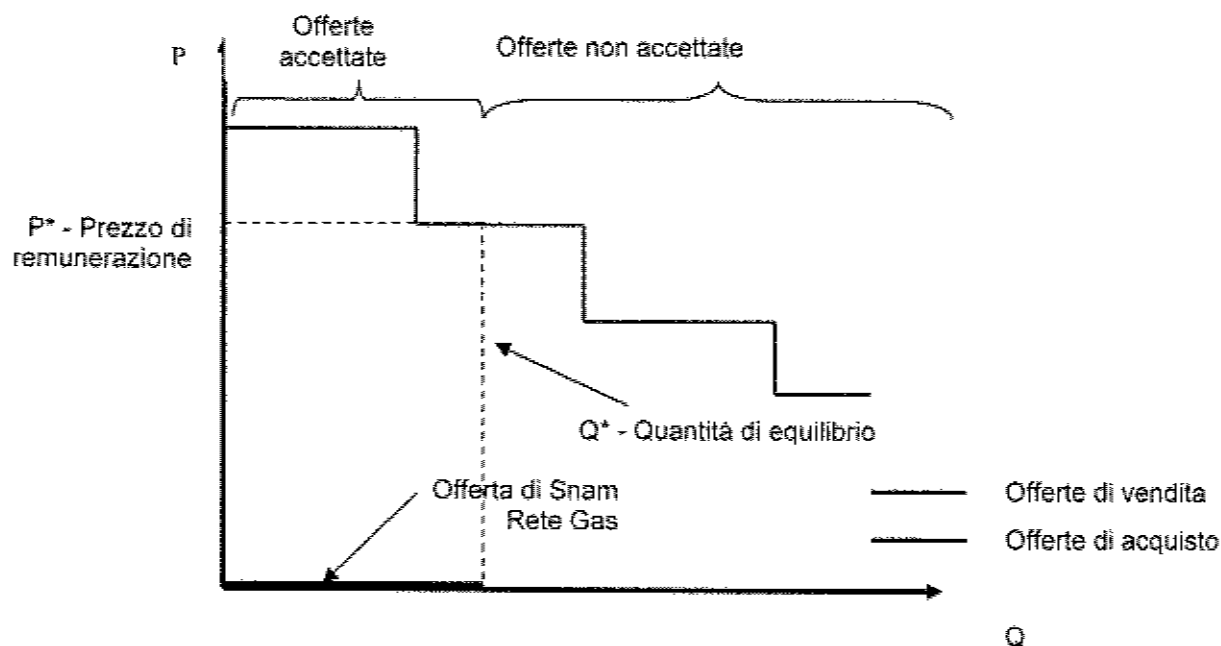 Offerte
accettate
Offerte non accettate
P
P* - Prezzo di
remunerazione
Q* - Quantità di equilibrio
Offerta di Snam
Rete Gas
Offerte di vendita
Offerte di acquisto
Q